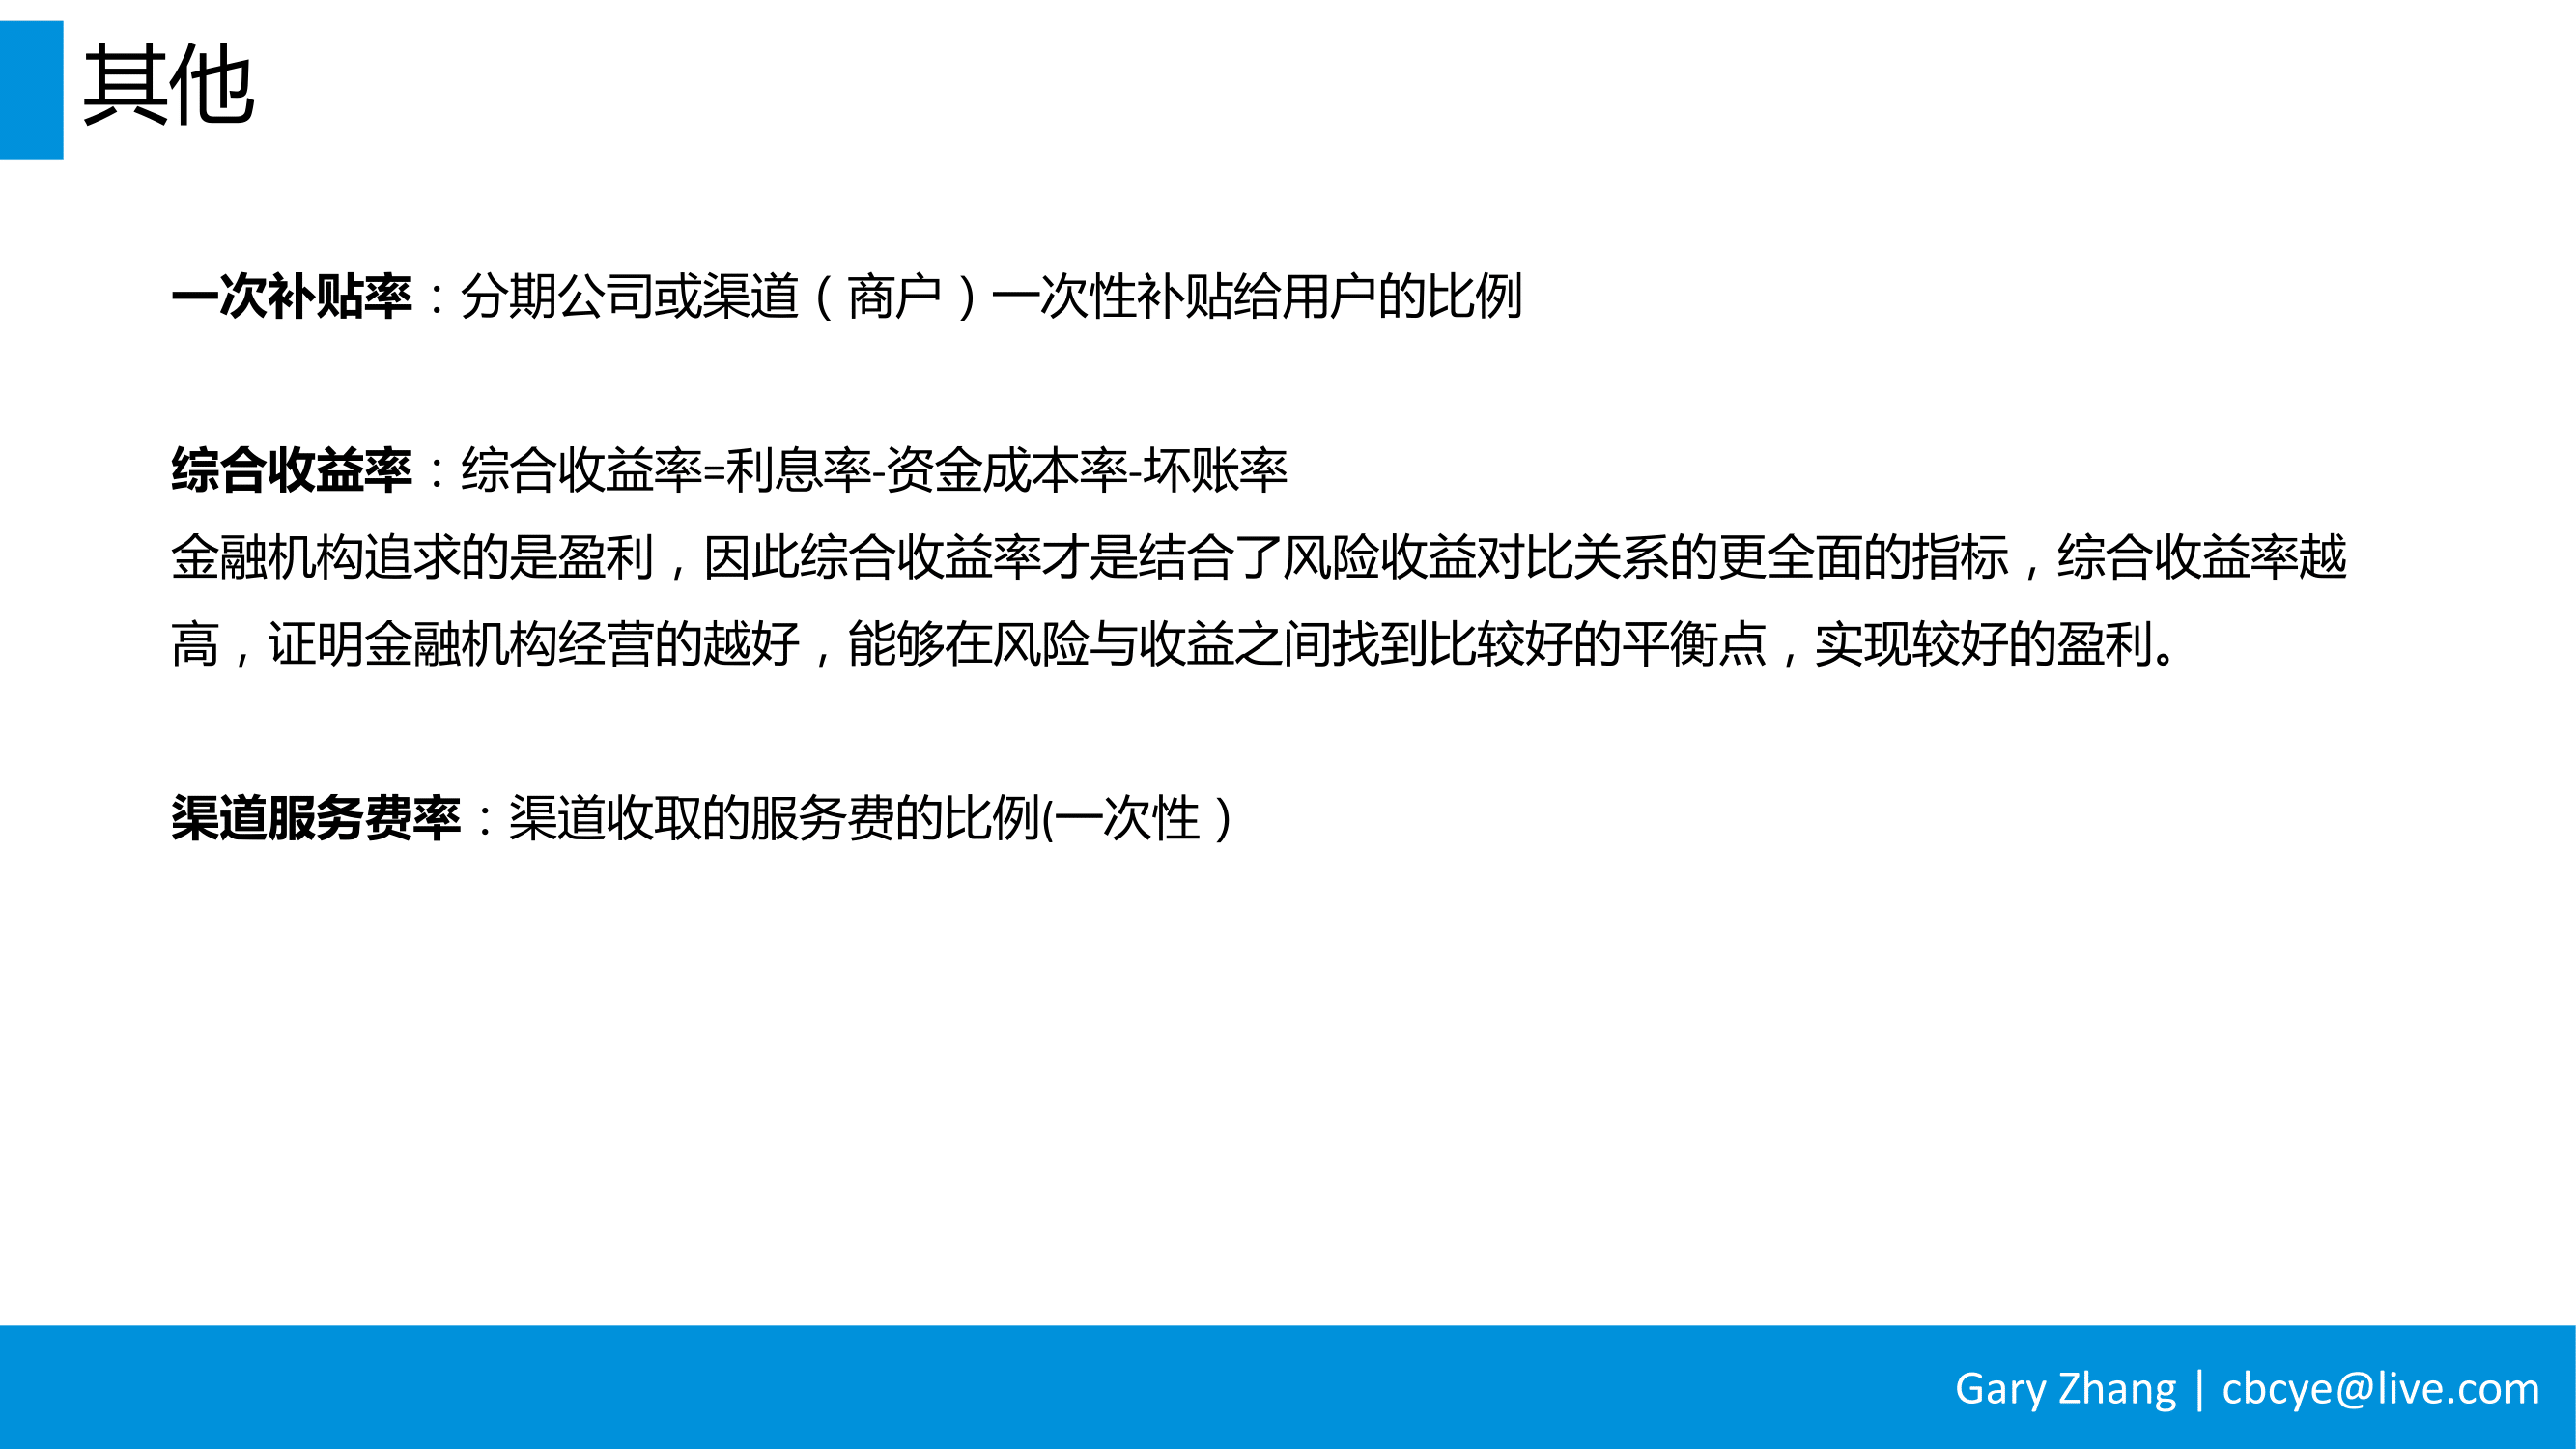 其他
一次补贴率：分期公司或渠道（商户）一次性补贴给用户的比例
综合收益率：综合收益率=利息率-资金成本率-坏账率
金融机构追求的是盈利，因此综合收益率才是结合了风险收益对比关系的更全面的指标，综合收益率越
高，证明金融机构经营的越好，能够在风险与收益之间找到比较好的平衡点，实现较好的盈利。
渠道服务费率：渠道收取的服务费的比例(一次性）
Gary Zhang | cbcye@live.com